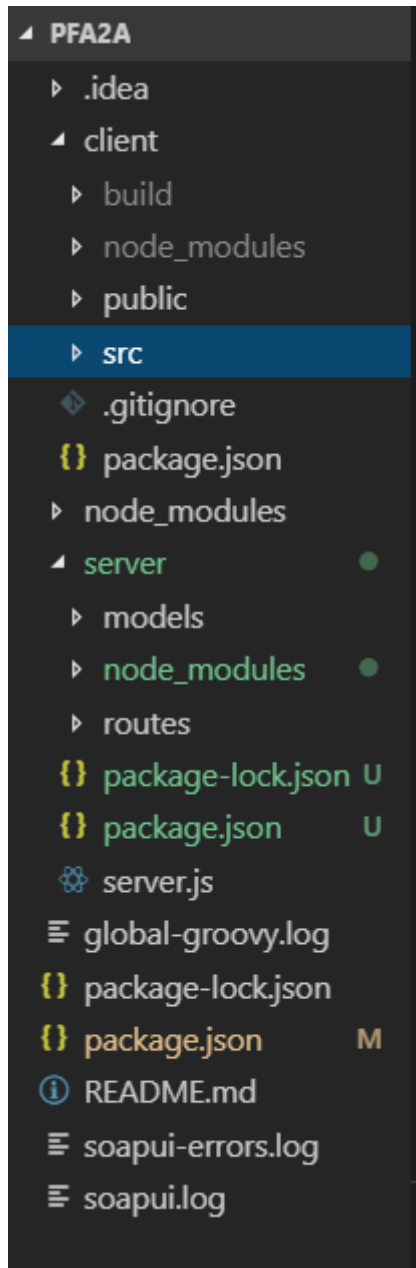 PFA2A
.idea
client
build
node_modules
public
src
.gitignore
{} package.json
node_modules
server
models
node_modules
routes
{} package-lock.json U
{} package.json U
server.js
global-groovy.log
{} package-lock.json
{} package.json M
README.md
soapui-errors.log
soapui.log